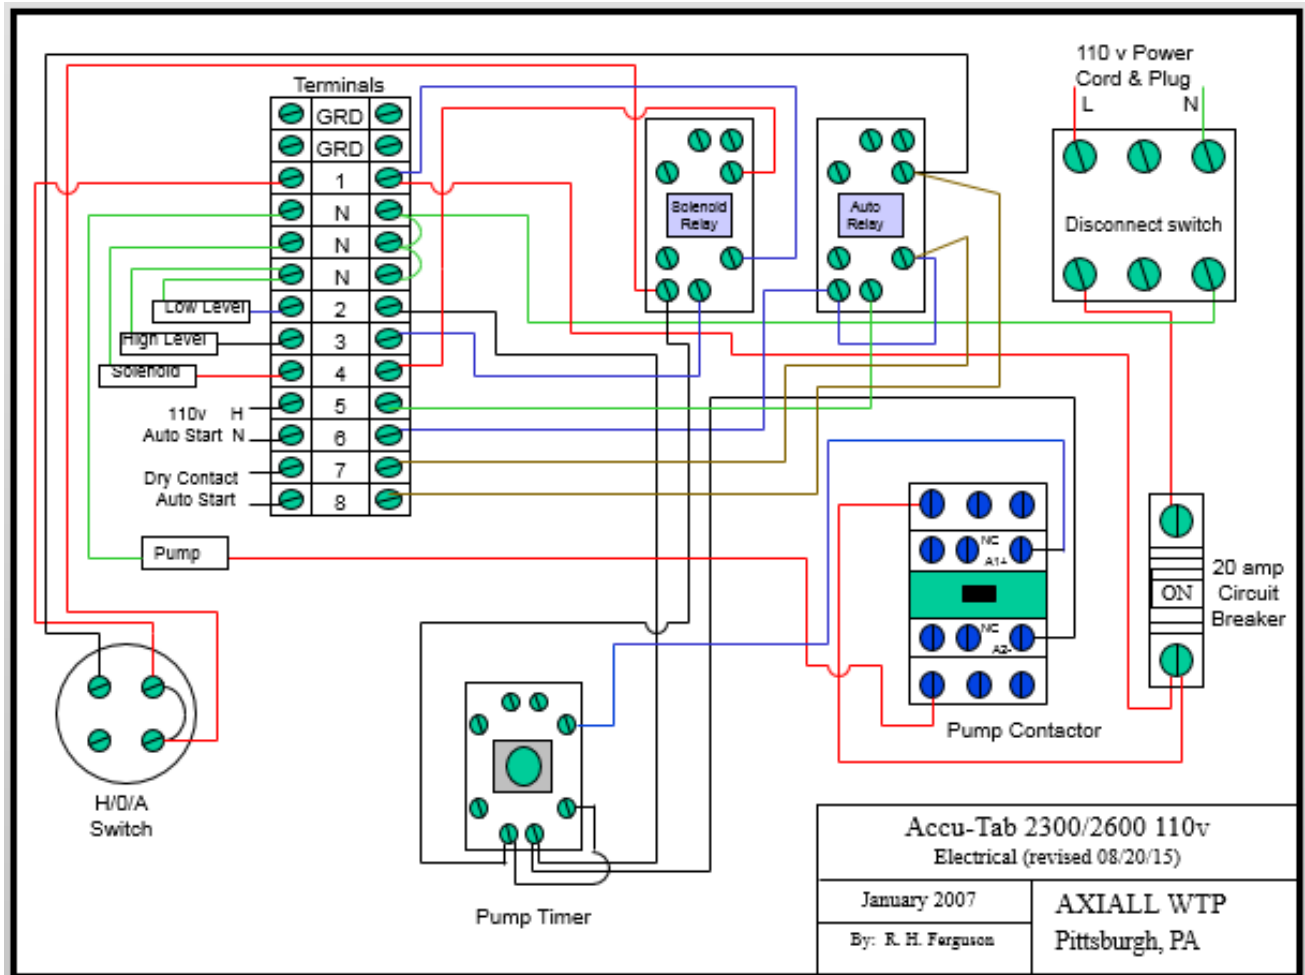 110 v Power
Cord & Plug
L
N
Terminals
GRD
GRD
1
N
N
N
2
3
4
5
6
7
8
Low Level
High Level
Solenoid
110v H
Auto Start N
Dry Contact
Auto Start
Pump
H/0/A
Switch
Solenoid
Relay
Auto
Relay
Disconnect switch
NC
A1+
NC
A2-
Pump Contactor
ON
20 amp
Circuit
Breaker
Pump Timer
Accu-Tab 2300/2600 110v
Electrical (revised 08/20/15)
January 2007
By: R. H. Ferguson
AXIALL WTP
Pittsburgh, PA